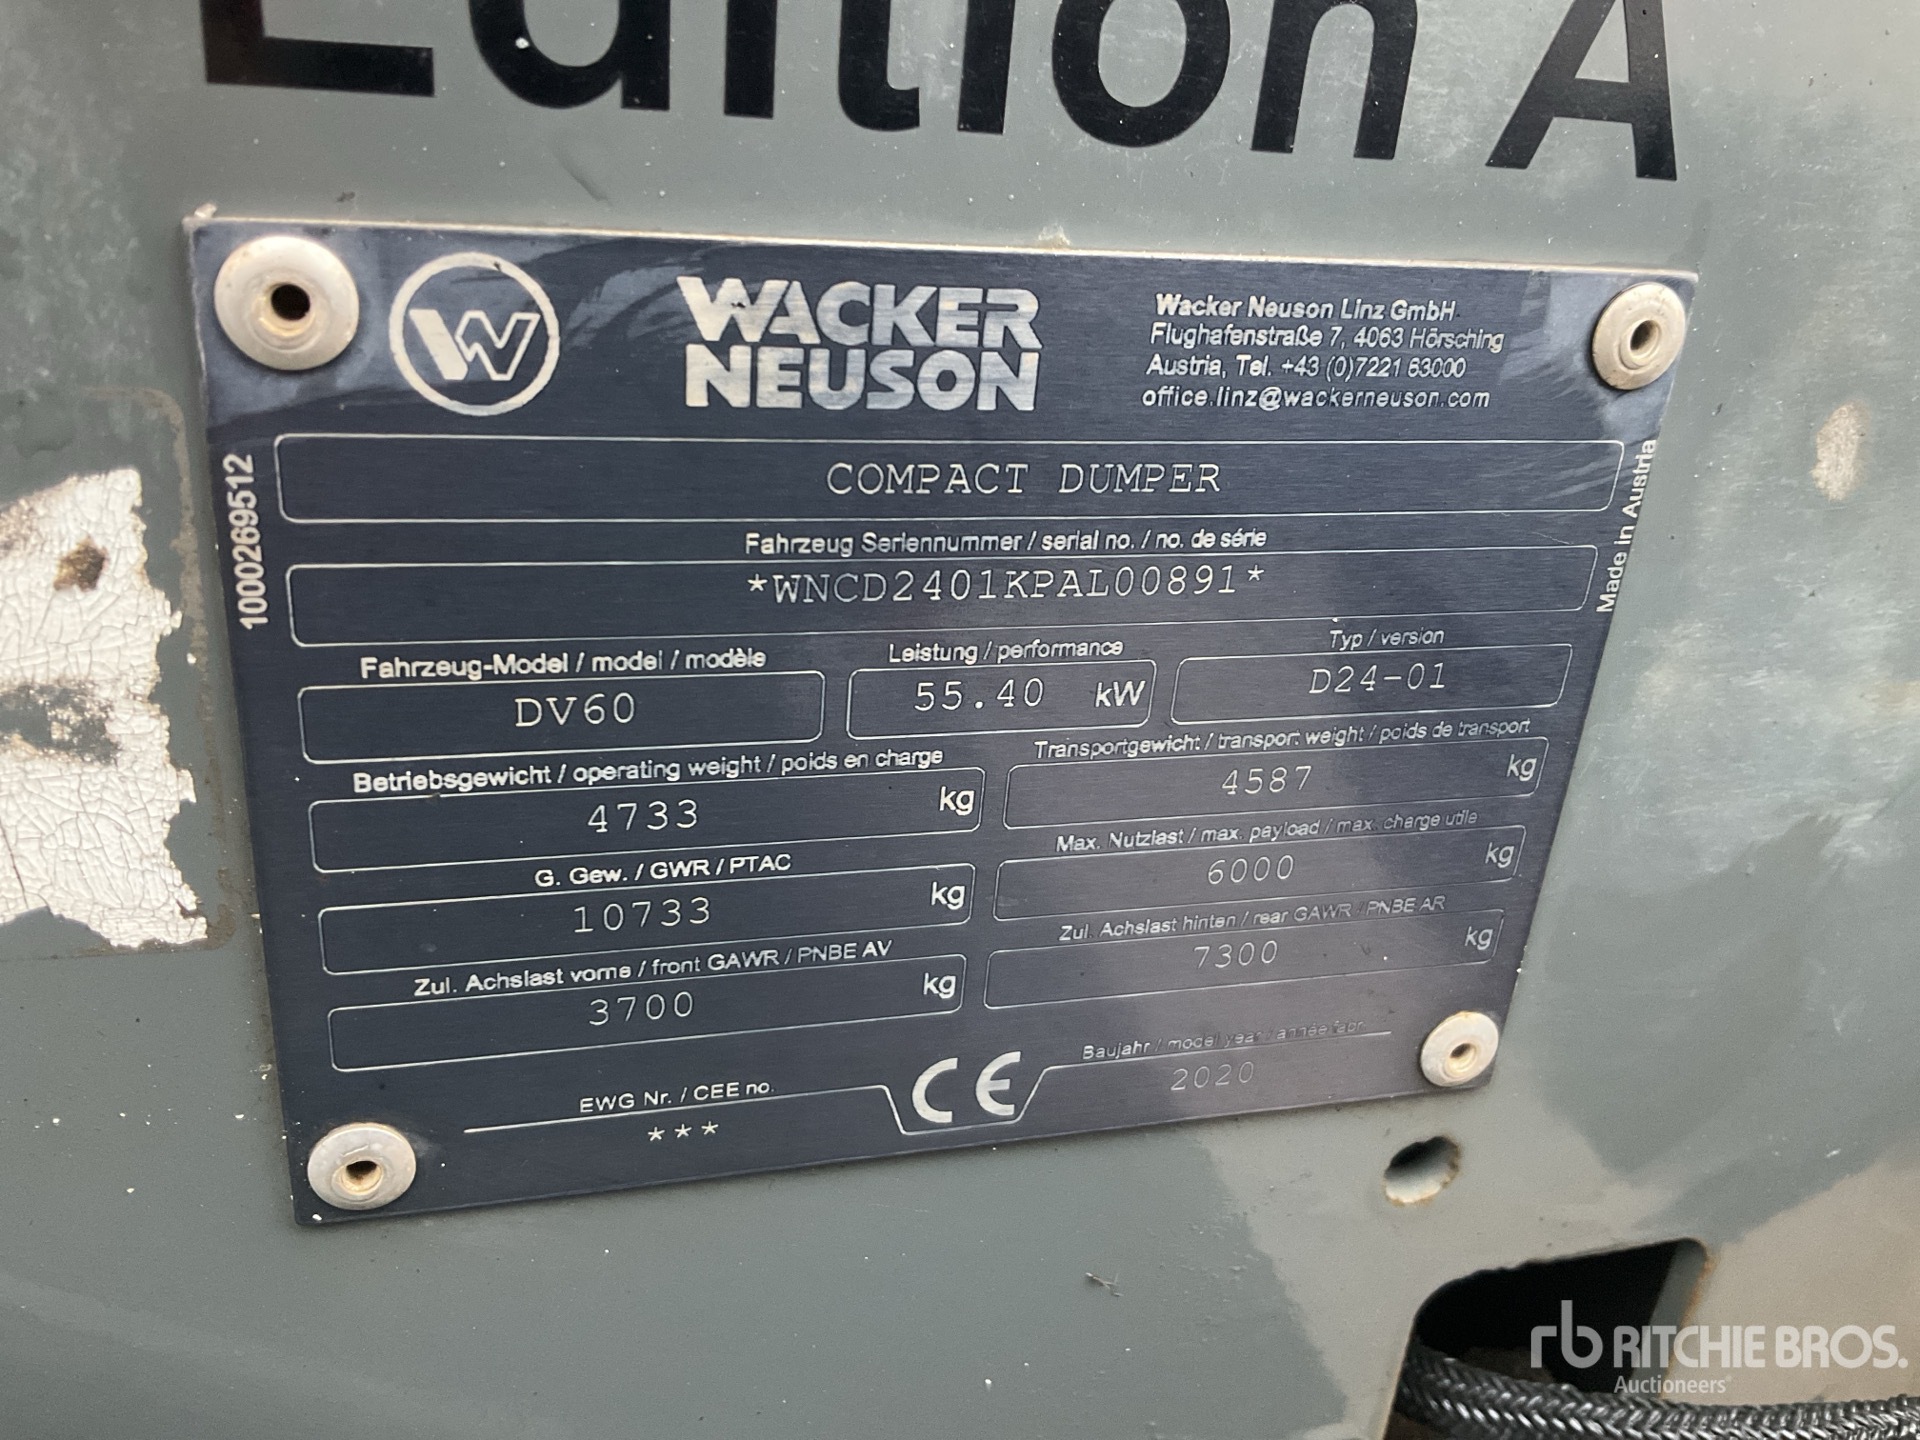 Edition A
W
WACKER
NEUSON
Wacker Neuson Linz GmbH
Flughafenstraße 7, 4063 Hörsching
Austria, Tel. +43 (0)7221 63000
office.linz@wackerneuson.com
1000269512
COMPACT DUMPER
Made in Austria
Fahrzeug Seriennummer / serial no. / no. de série
*WNCD2401KPAL00891*
Fahrzeug-Model / model / modèle
Leistung / performance
Typ / version
DV60
55.40 kW
D24-01
Betriebsgewicht / operating weight / poids en charge
Transportgewicht / transport weight / poids de transport
4733 kg
4587 kg
G. Gew. / GWR / PTAC
Max. Nutzlast / max. payload / max. charge utile
10733 kg
6000 kg
Zul. Achslast vorne / front GAWR / PNBE AV
Zul. Achslast hinten / rear GAWR / PNBE AR
3700 kg
7300 kg
EWG Nr. / CEE no.
***
CE
Baujahr / model year / année fabr.
2020
rb RITCHIE BROS.
Auctioneers